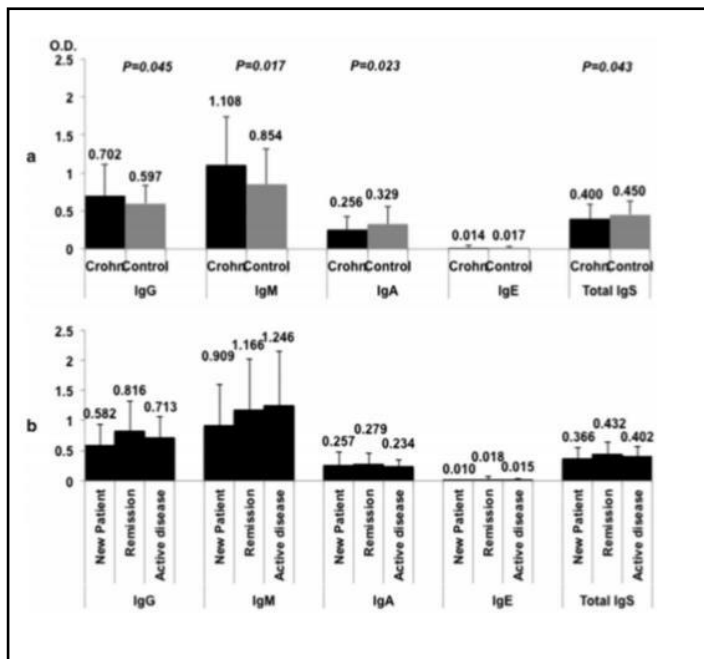 O.D.
2.5
P=0.045 P=0.017 P=0.023 P=0.043
2
1.5
1
0.5
0
a
0.702 0.597 1.108 0.854 0.256 0.329 0.014 0.017 0.400 0.450
Crohn Control Crohn Control Crohn Control Crohn Control Crohn Control
IgG IgM IgA IgE Total IgS
2.5
2
1.5
1
0.5
0
b
0.582 0.816 0.713 0.909 1.166 1.246 0.257 0.279 0.234 0.010 0.018 0.015 0.366 0.432 0.402
New Patient Remission Active disease New Patient Remission Active disease New Patient Remission Active disease New Patient Remission Active disease New Patient Remission Active disease
IgG IgM IgA IgE Total IgS